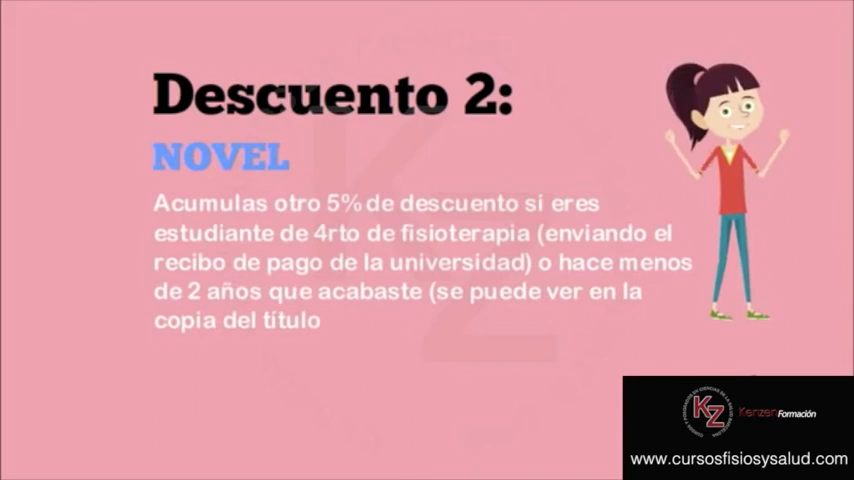 Descuento 2:
NOVEL
Acumulas otro 5% de descuento si eres
estudiante de 4rto de fisioterapia (enviando el
recibo de pago de la universidad) o hace menos
de 2 años que acabaste (se puede ver en la
copia del título
KZ
KenzenFormación
www.cursosfisiosysalud.com